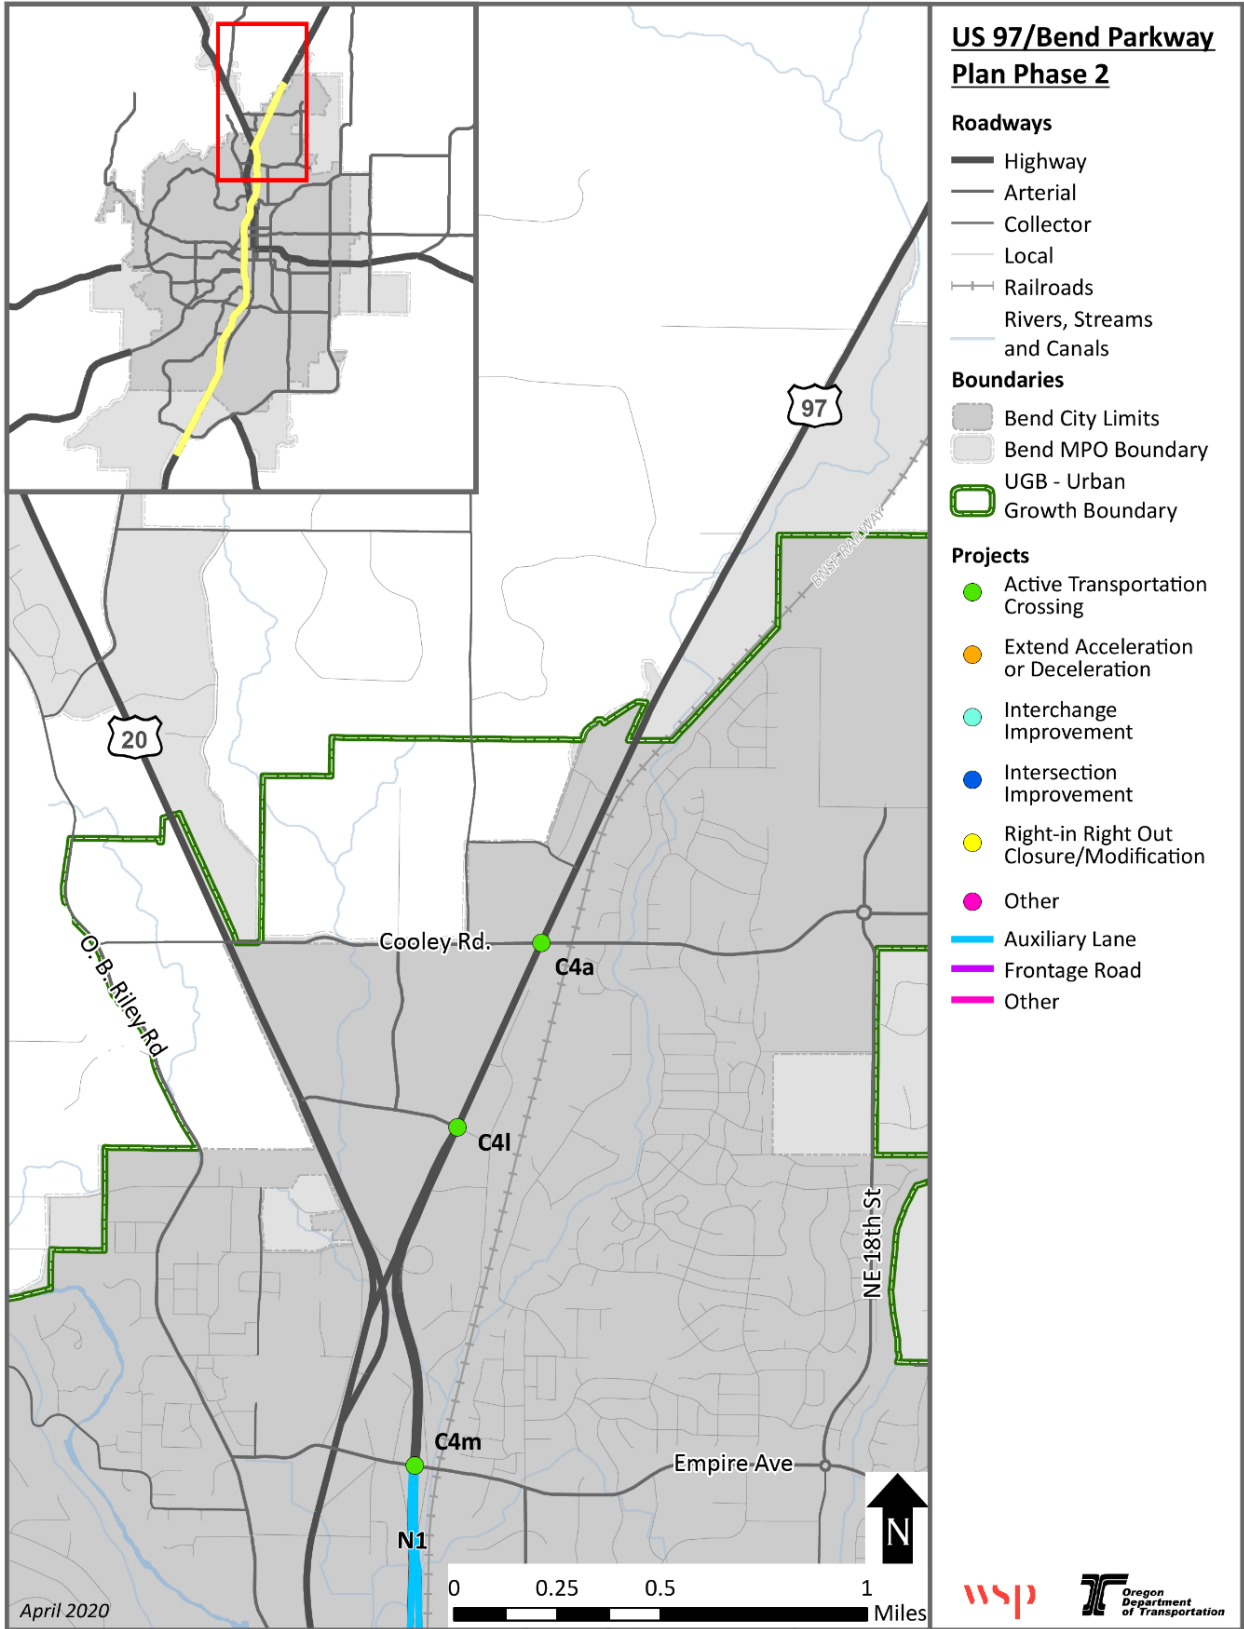 US 97/Bend Parkway
Plan Phase 2
Roadways
Highway
Arterial
Collector
Local
Railroads
Rivers, Streams
and Canals
Boundaries
Bend City Limits
Bend MPO Boundary
UGB - Urban
Growth Boundary
Projects
Active Transportation
Crossing
Extend Acceleration
or Deceleration
Interchange
Improvement
Intersection
Improvement
Right-in Right Out
Closure/Modification
Other
Auxiliary Lane
Frontage Road
Other
97
BNSF RAILWAY
20
Cooley Rd.
C4a
O. B. Riley Rd
C4l
NE 18th St
C4m
Empire Ave
N1
N
0 0.25 0.5 1
Miles
April 2020
wsp
Oregon
Department
of Transportation